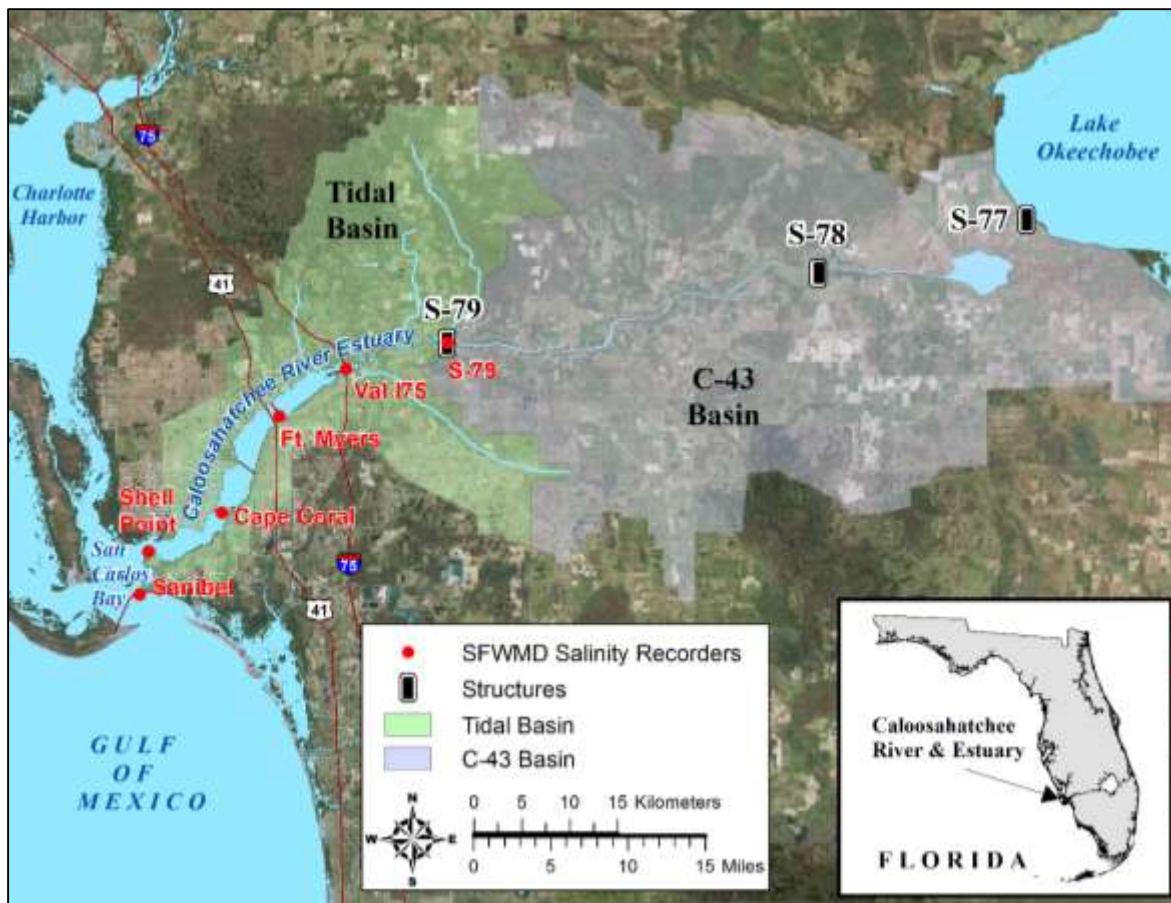 Lake
Okeechobee
75
Charlotte
Harbor
Tidal
Basin
S-77
S-78
41
S-79
S-79
Caloosahatchee River Estuary
Val I75
C-43
Basin
Ft. Myers
Shell
Point
Cape Coral
San
Carlos
Bay
Sanibel
75
41
GULF
OF
MEXICO
SFWMD Salinity Recorders
Structures
Tidal Basin
C-43 Basin
N
W
E
S
0 5 10 15 Kilometers
0 5 10 15 Miles
Caloosahatchee
River & Estuary
FLORIDA